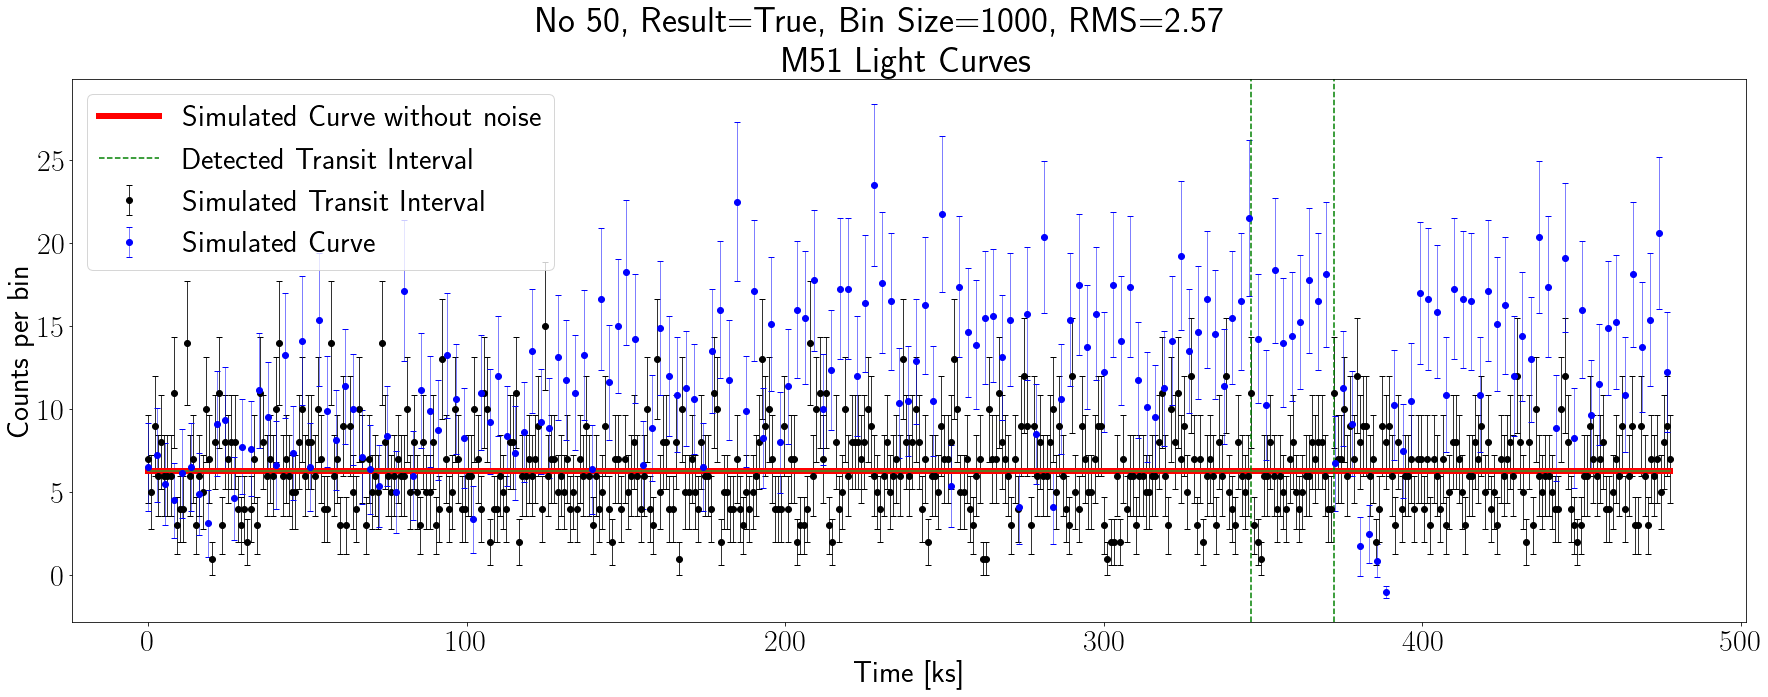 No 50, Result=True, Bin Size=1000, RMS=2.57
M51 Light Curves
Simulated Curve without noise
Detected Transit Interval
Simulated Transit Interval
Simulated Curve
Counts per bin
25
20
15
10
5
0
0 100 200 300 400 500
Time [ks]